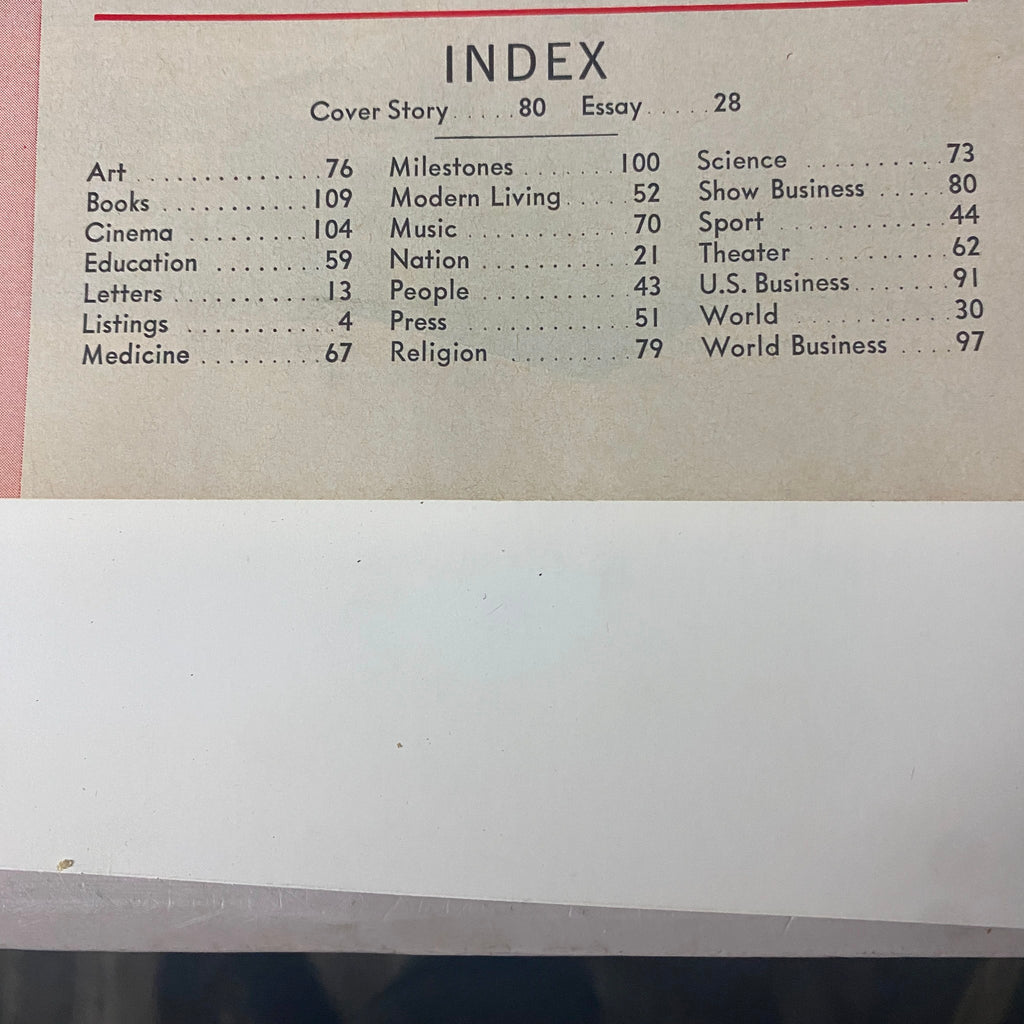 INDEX
Cover Story.....80 Essay.....28
Art..............76 Milestones.......100 Science..........73
Books...........109 Modern Living.....52 Show Business.....80
Cinema.........104 Music............70 Sport............44
Education........59 Nation...........21 Theater..........62
Letters...........13 People...........43 U.S. Business.......91
Listings...........4 Press............51 World............30
Medicine.........67 Religion..........79 World Business....97